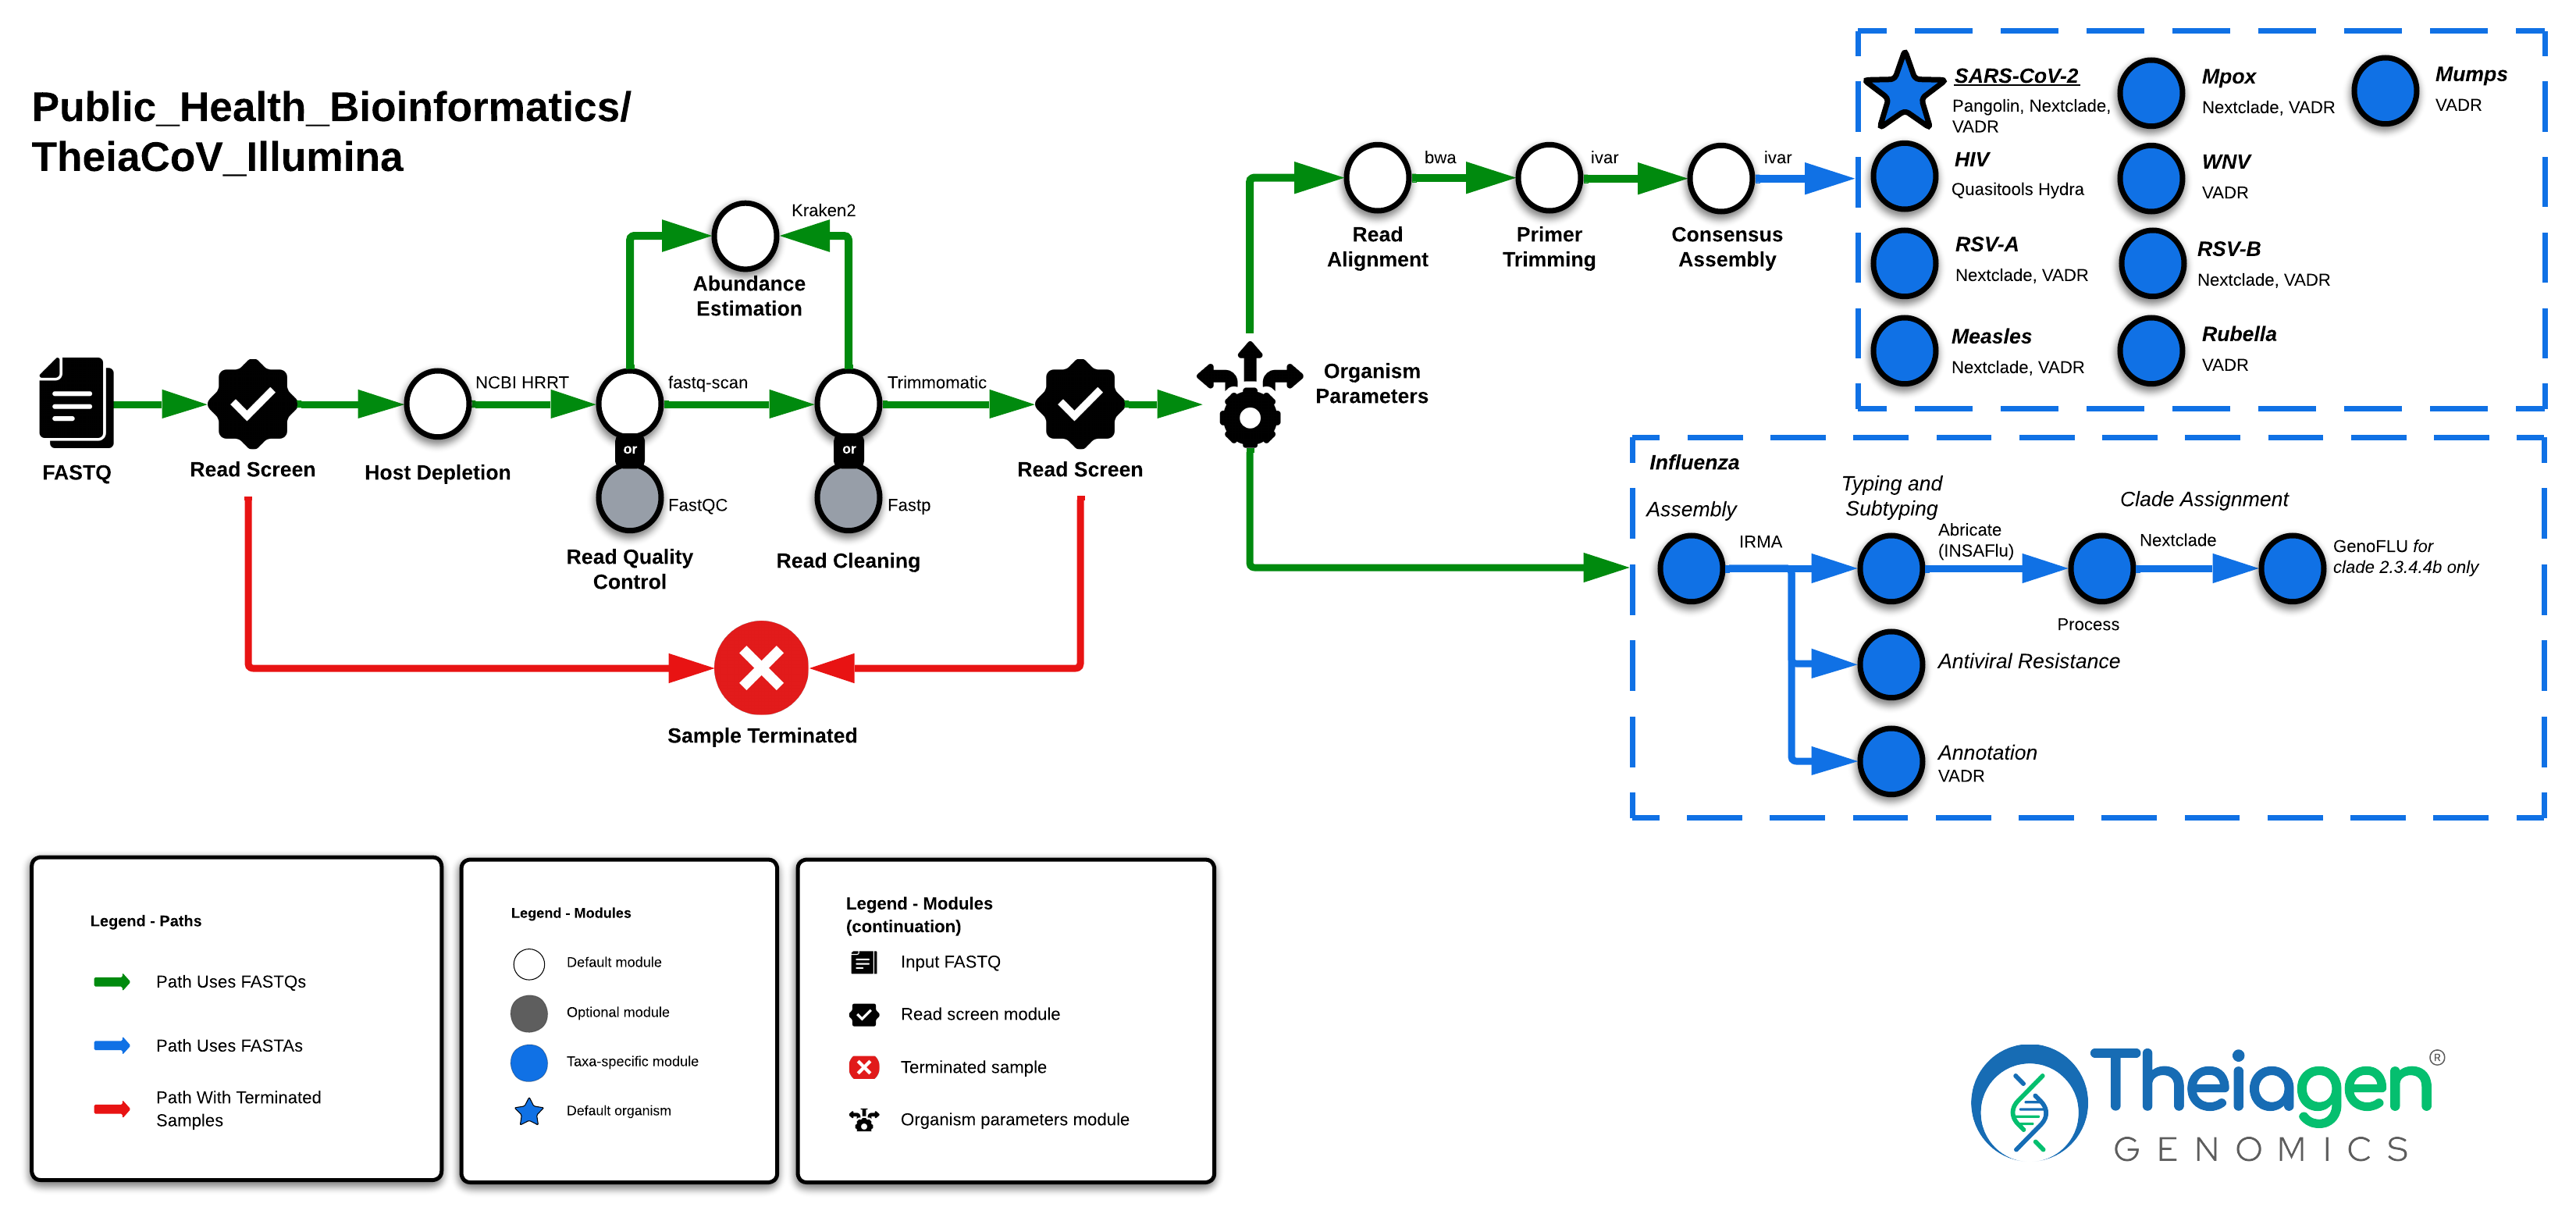 Public_Health_Bioinformatics/
TheiaCoV_Illumina
FASTQ
Read Screen
Host Depletion
NCBI HRRT
Kraken2
Abundance
Estimation
fastq-scan
or
FastQC
Read Quality
Control
Trimmomatic
or
Fastp
Read Cleaning
Read Screen
Sample Terminated
Organism
Parameters
Read
Alignment
bwa
Primer
Trimming
ivar
Consensus
Assembly
ivar
SARS-CoV-2
Pangolin, Nextclade,
VADR
Mpox
Nextclade, VADR
Mumps
VADR
HIV
Quasitools Hydra
WNV
VADR
RSV-A
Nextclade, VADR
RSV-B
Nextclade, VADR
Measles
Nextclade, VADR
Rubella
VADR
Influenza
Assembly
IRMA
Typing and
Subtyping
Abricate
(INSAFlu)
Clade Assignment
Nextclade
Process
GenoFLU for
clade 2.3.4.4b only
Antiviral Resistance
Annotation
VADR
Legend - Paths
Path Uses FASTQs
Path Uses FASTAs
Path With Terminated
Samples
Legend - Modules
Default module
Optional module
Taxa-specific module
Default organism
Legend - Modules
(continuation)
Input FASTQ
Read screen module
Terminated sample
Organism parameters module
Theiagen®
GENOMICS